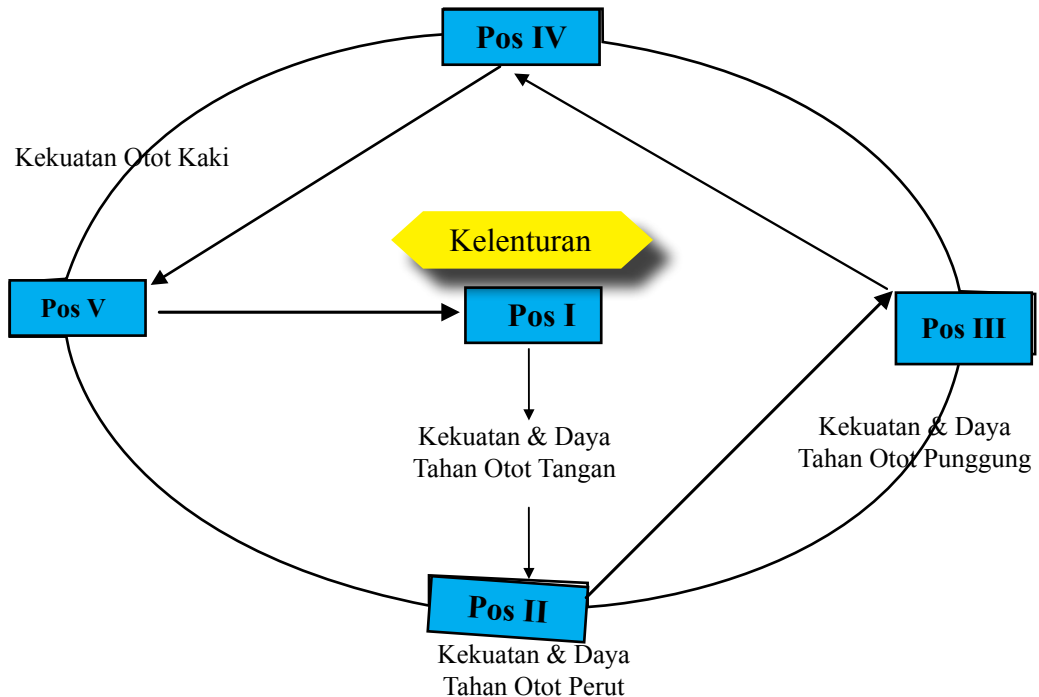 Pos IV
Kekuatan Otot Kaki
Kelenturan
Pos V
Pos I
Pos III
Kekuatan & Daya
Tahan Otot Tangan
Kekuatan & Daya
Tahan Otot Punggung
Pos II
Kekuatan & Daya
Tahan Otot Perut